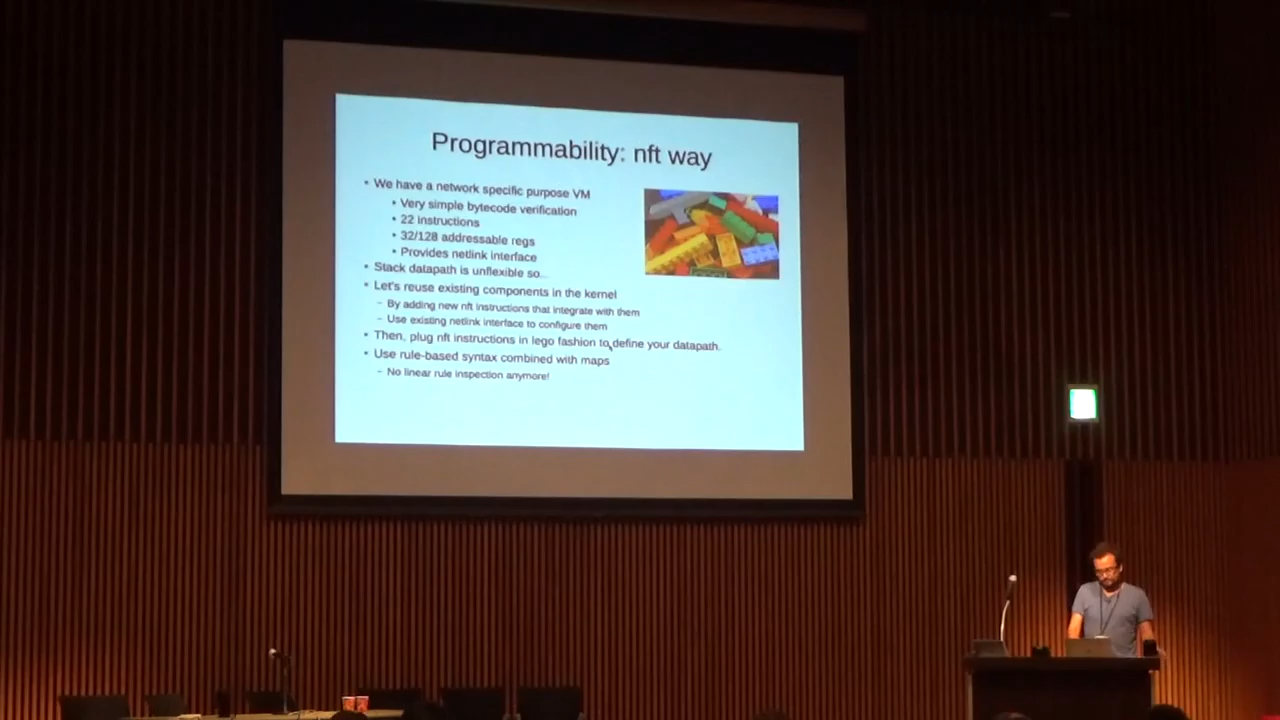 Programmability: nft way
• We have a network specific purpose VM
• Very simple bytecode verification
• 22 instructions
• 32/128 addressable regs
• Provides netlink interface
• Stack datapath is unflexible so...
• Let's reuse existing components in the kernel
– By adding new nft instructions that integrate with them
– Use existing netlink interface to configure them
• Then, plug nft instructions in lego fashion to define your datapath.
• Use rule-based syntax combined with maps
– No linear rule inspection anymore!